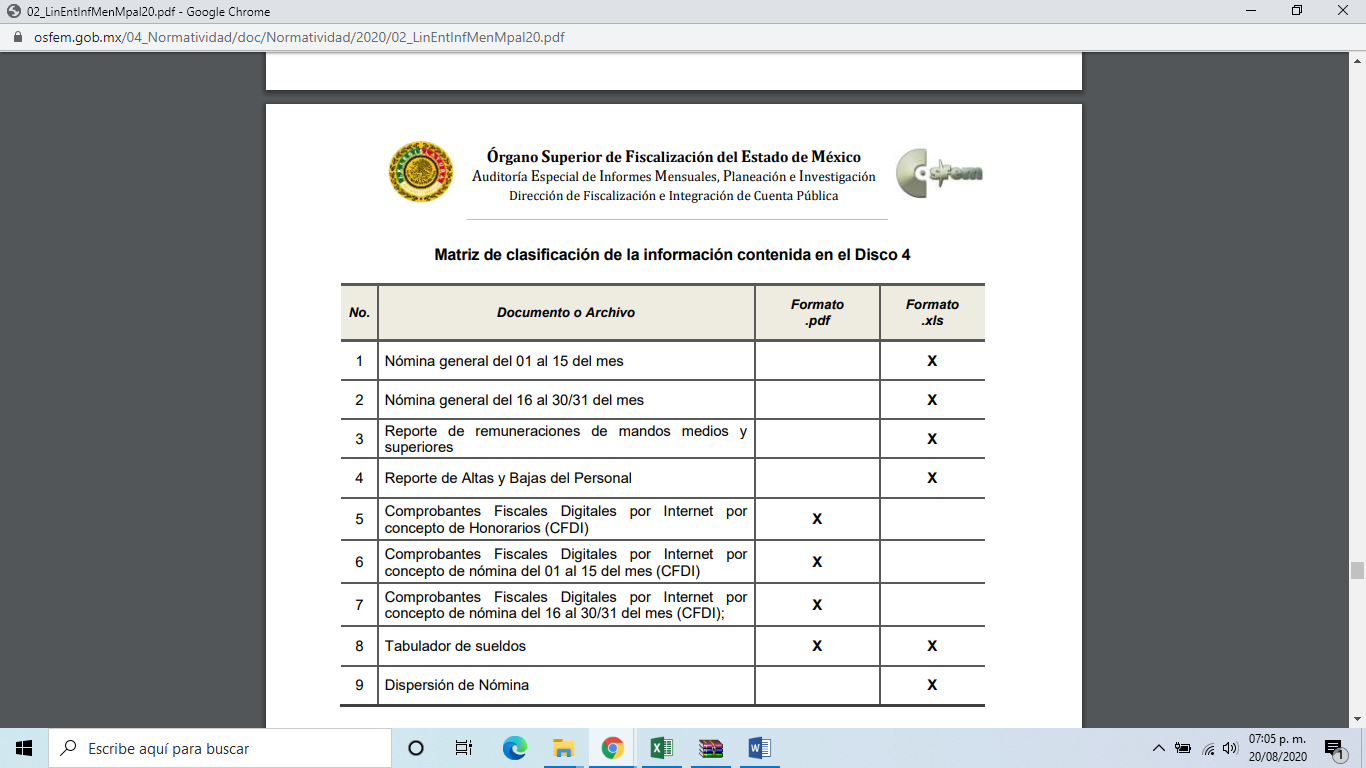 02_LinEntInfMenMpal20.pdf - Google Chrome
osfem.gob.mx/04_Normatividad/doc/Normatividad/2020/02_LinEntInfMenMpal20.pdf
Órgano Superior de Fiscalización del Estado de México
Auditoría Especial de Informes Mensuales, Planeación e Investigación
Dirección de Fiscalización e Integración de Cuenta Pública
osfem
Matriz de clasificación de la información contenida en el Disco 4
No. Documento o Archivo Formato .pdf Formato .xls
1 Nómina general del 01 al 15 del mes X
2 Nómina general del 16 al 30/31 del mes X
3 Reporte de remuneraciones de mandos medios y
superiores X
4 Reporte de Altas y Bajas del Personal X
5 Comprobantes Fiscales Digitales por Internet por
concepto de Honorarios (CFDI) X
6 Comprobantes Fiscales Digitales por Internet por
concepto de nómina del 01 al 15 del mes (CFDI) X
7 Comprobantes Fiscales Digitales por Internet por
concepto de nómina del 16 al 30/31 del mes (CFDI); X
8 Tabulador de sueldos X X
9 Dispersión de Nómina X
Escribe aquí para buscar
07:05 p. m.
20/08/2020
1